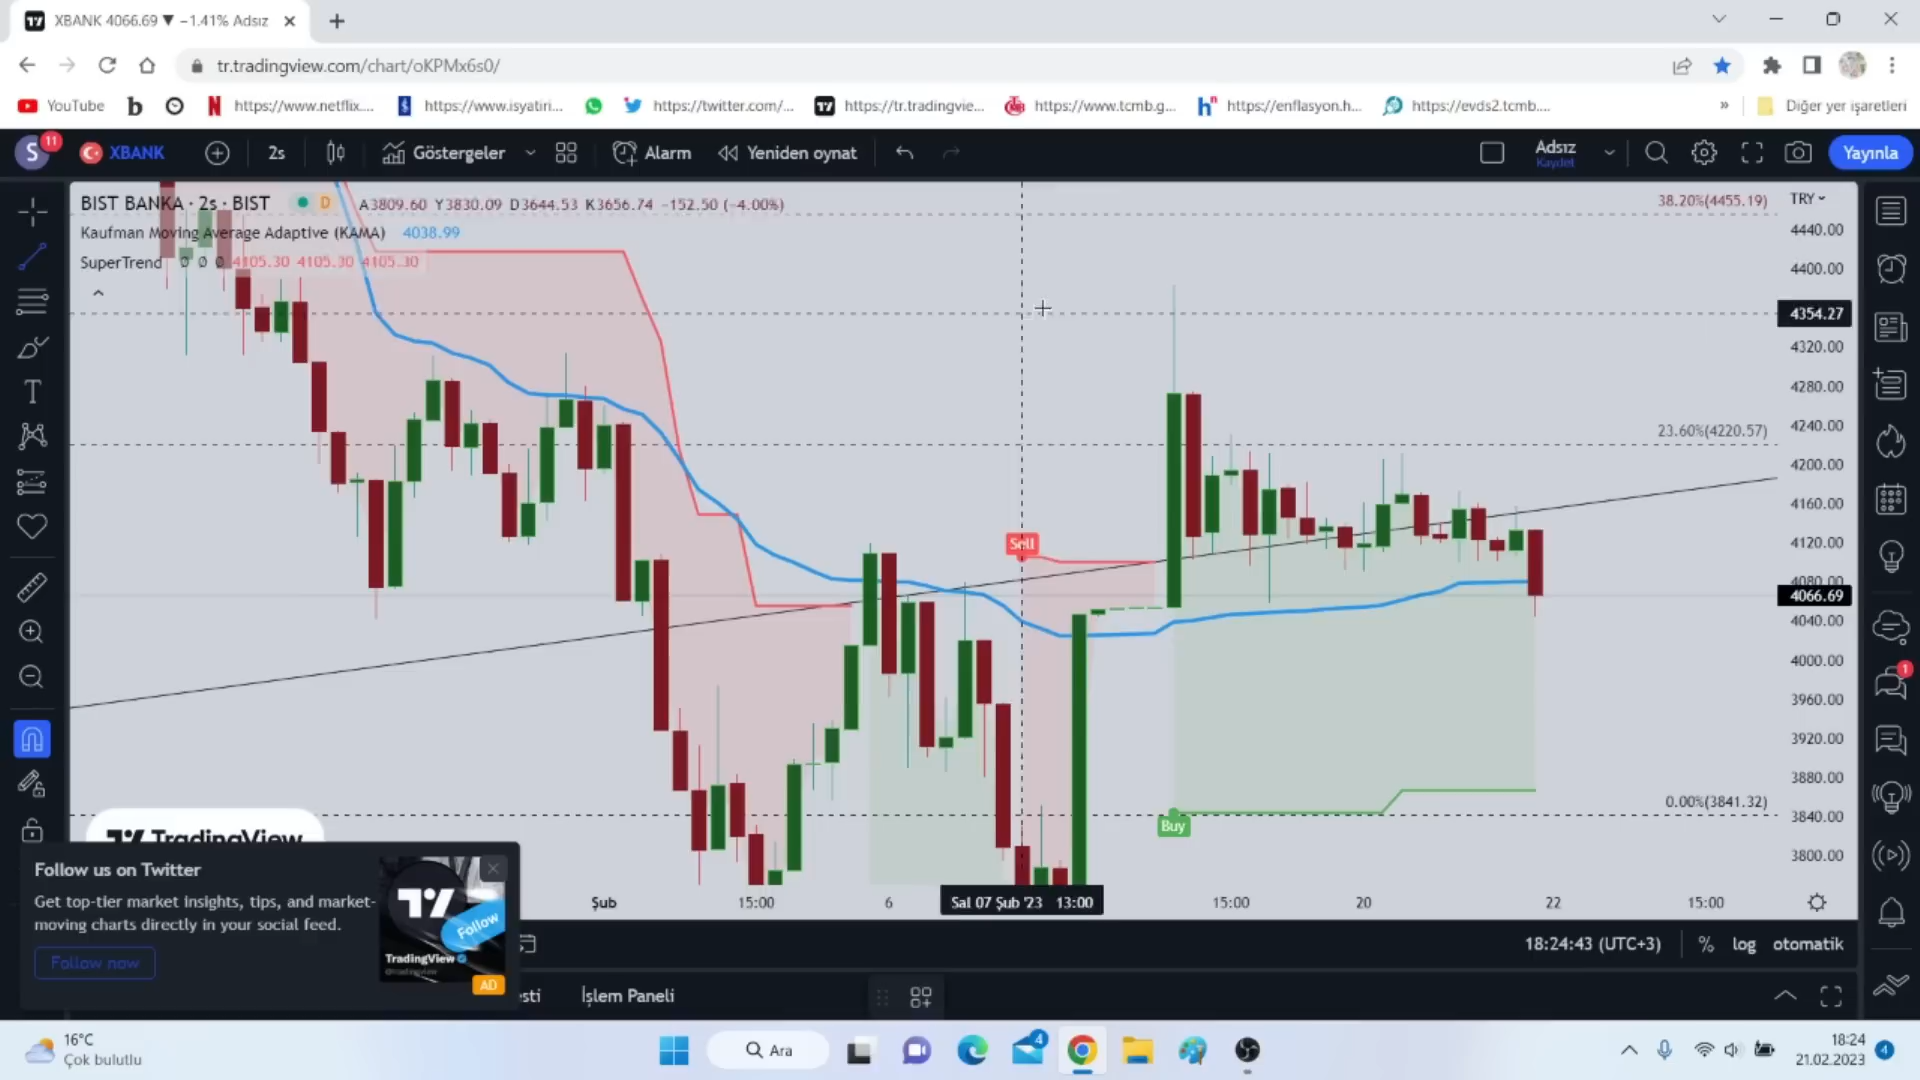 XBANK 4066.69 ▼ −1.41% Adsız
tr.tradingview.com/chart/oKPMx6s0/
YouTube
https://www.netflix....
https://www.isyatiri...
https://twitter.com/...
https://tr.tradingvie...
https://www.tcmb.g...
https://enflasyon.h...
https://evds2.tcmb....
» Diğer yer işaretleri
S 11 XBANK 2s Göstergeler Alarm Yeniden oynat Adsız Yayınla
Kaydet
BIST BANKA · 2s · BIST D A3809.60 Y3830.09 D3644.53 K3656.74 −152.50 (−4.00%)
38.20%(4455.19)
TRY
Kaufman Moving Average Adaptive (KAMA) 4038.99
SuperTrend 0 0 0 4105.30 4105.30 4105.30
4440.00
4400.00
4354.27
4320.00
4280.00
23.60%(4220.57)
4240.00
4200.00
4160.00
Sell
4120.00
4080.00
4066.69
4040.00
4000.00
3960.00
3920.00
3880.00
0.00%(3841.32)
3840.00
Buy
3800.00
TradingView
Şub 15:00 6 Sal 07 Şub '23 13:00 15:00 20 22 15:00
Follow us on Twitter
Get top-tier market insights, tips, and market-
moving charts directly in your social feed.
Follow now
Follow
TradingView
@tradingview
AD
18:24:43 (UTC+3) % log otomatik
esti İşlem Paneli
1
16°C
Çok bulutlu
Ara
4
18:24
21.02.2023
4